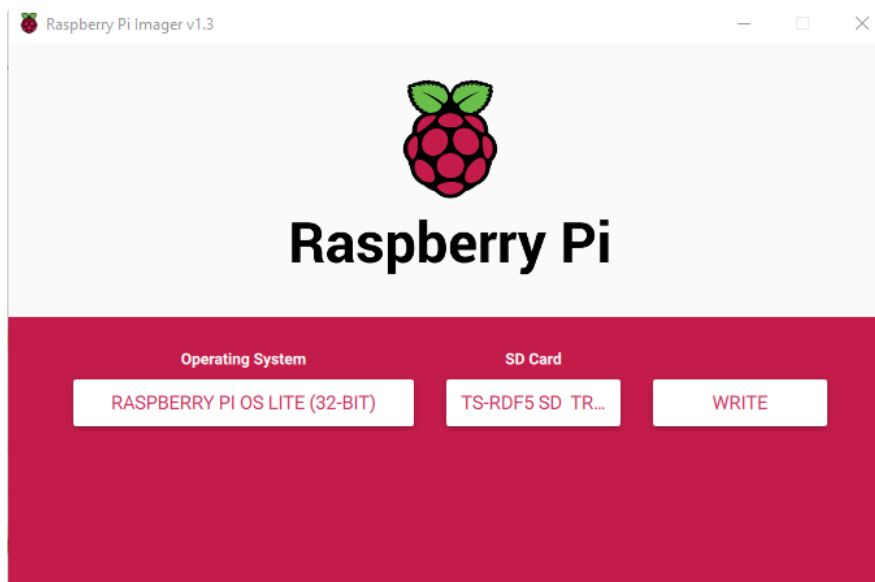 Raspberry Pi Imager v1.3
Raspberry Pi
Operating System
SD Card
RASPBERRY PI OS LITE (32-BIT)
TS-RDF5 SD  TR...
WRITE